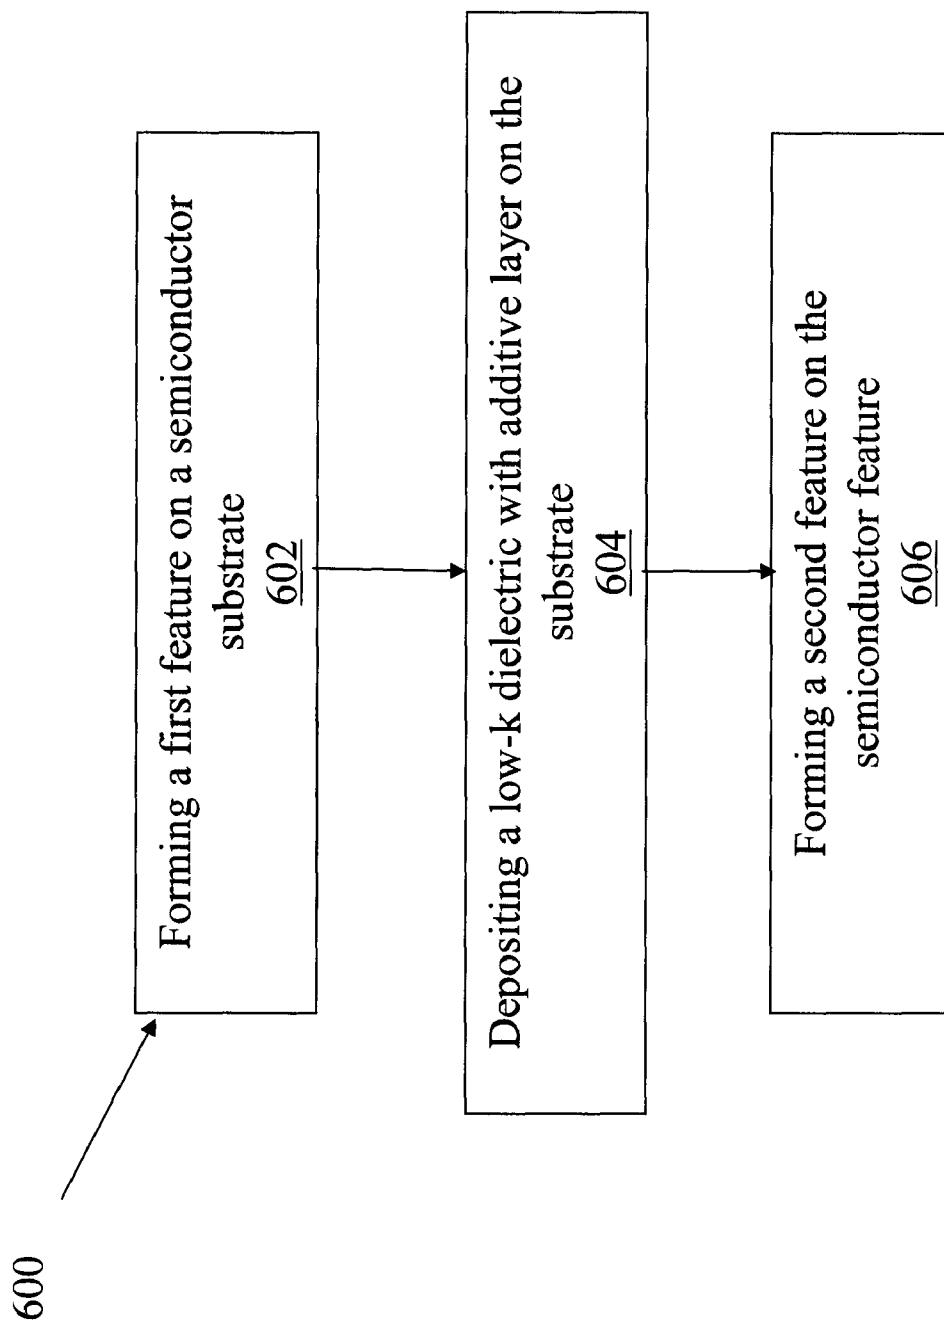 600
Forming a first feature on a semiconductor
substrate
602
Depositing a low-k dielectric with additive layer on the
substrate
604
Forming a second feature on the
semiconductor feature
606